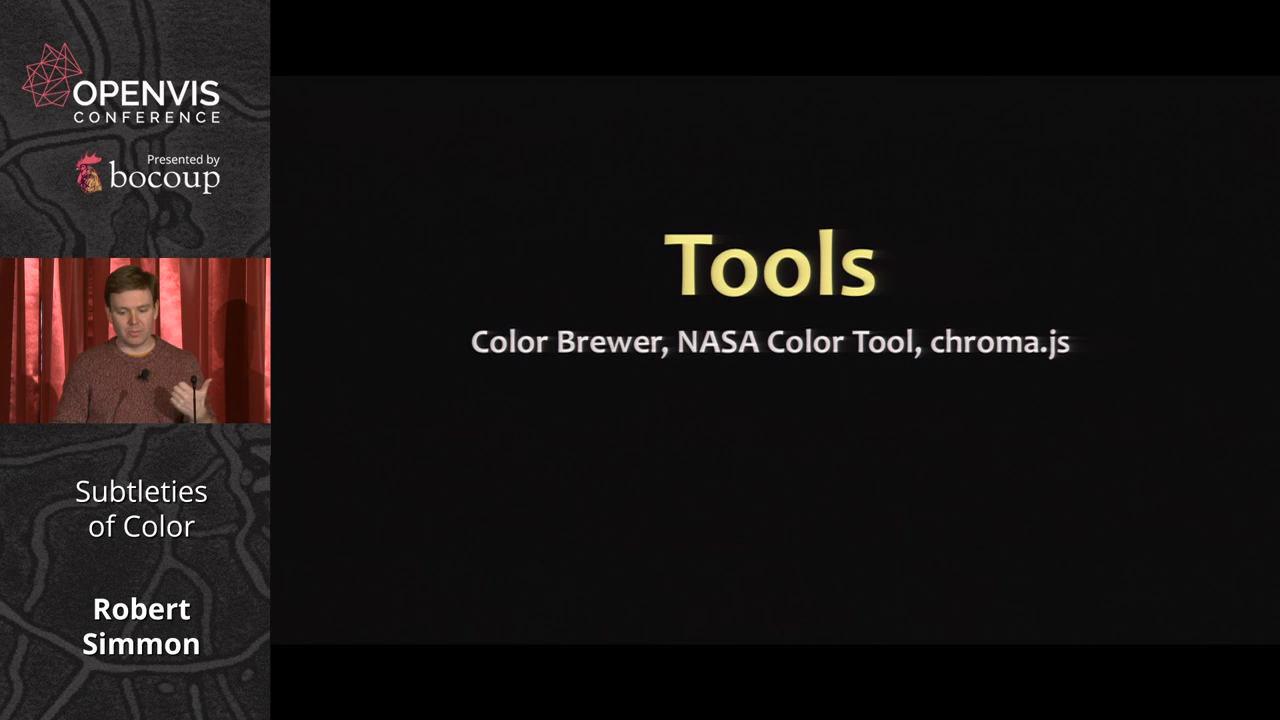 OPENVIS
CONFERENCE
Presented by
bocoup
Subtleties
of Color
Robert
Simmon
Tools
Color Brewer, NASA Color Tool, chroma.js